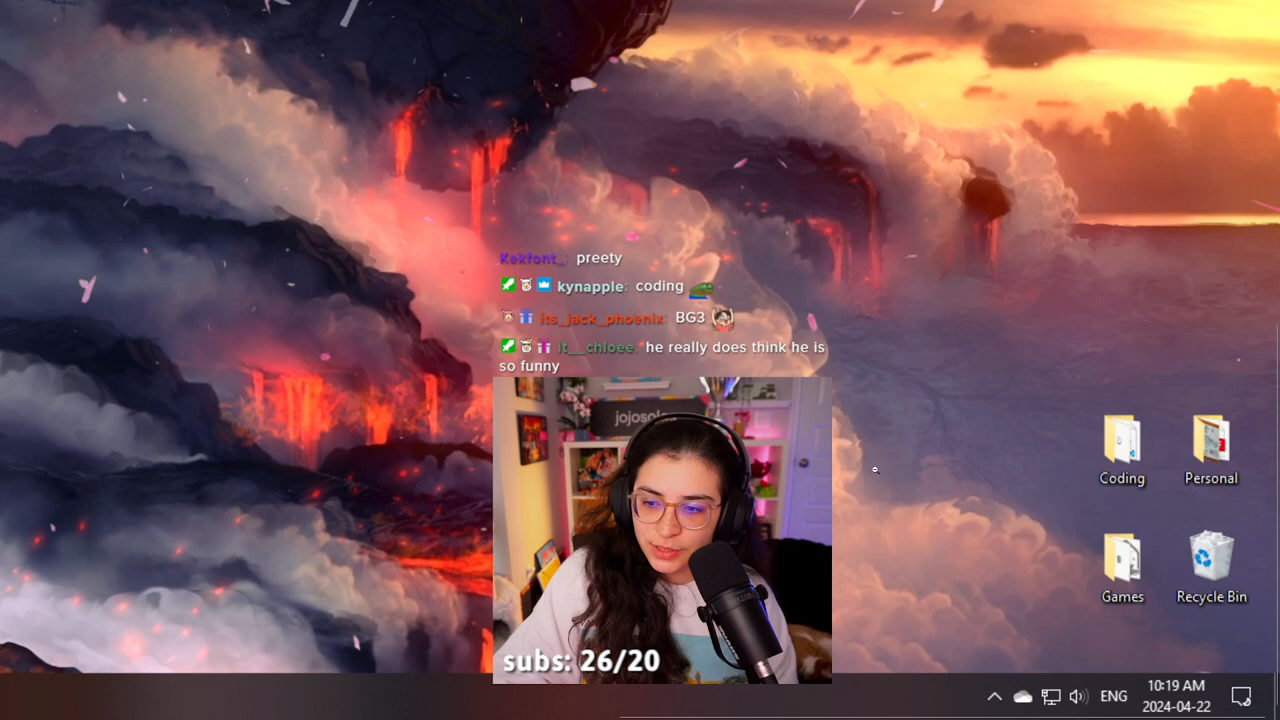 Kekfont_: preety
kynapple: coding
its_jack_phoenix: BG3
it__chloee: he really does think he is
so funny
jojosolo
Coding
Personal
Games
Recycle Bin
subs: 26/20
ENG
10:19 AM
2024-04-22